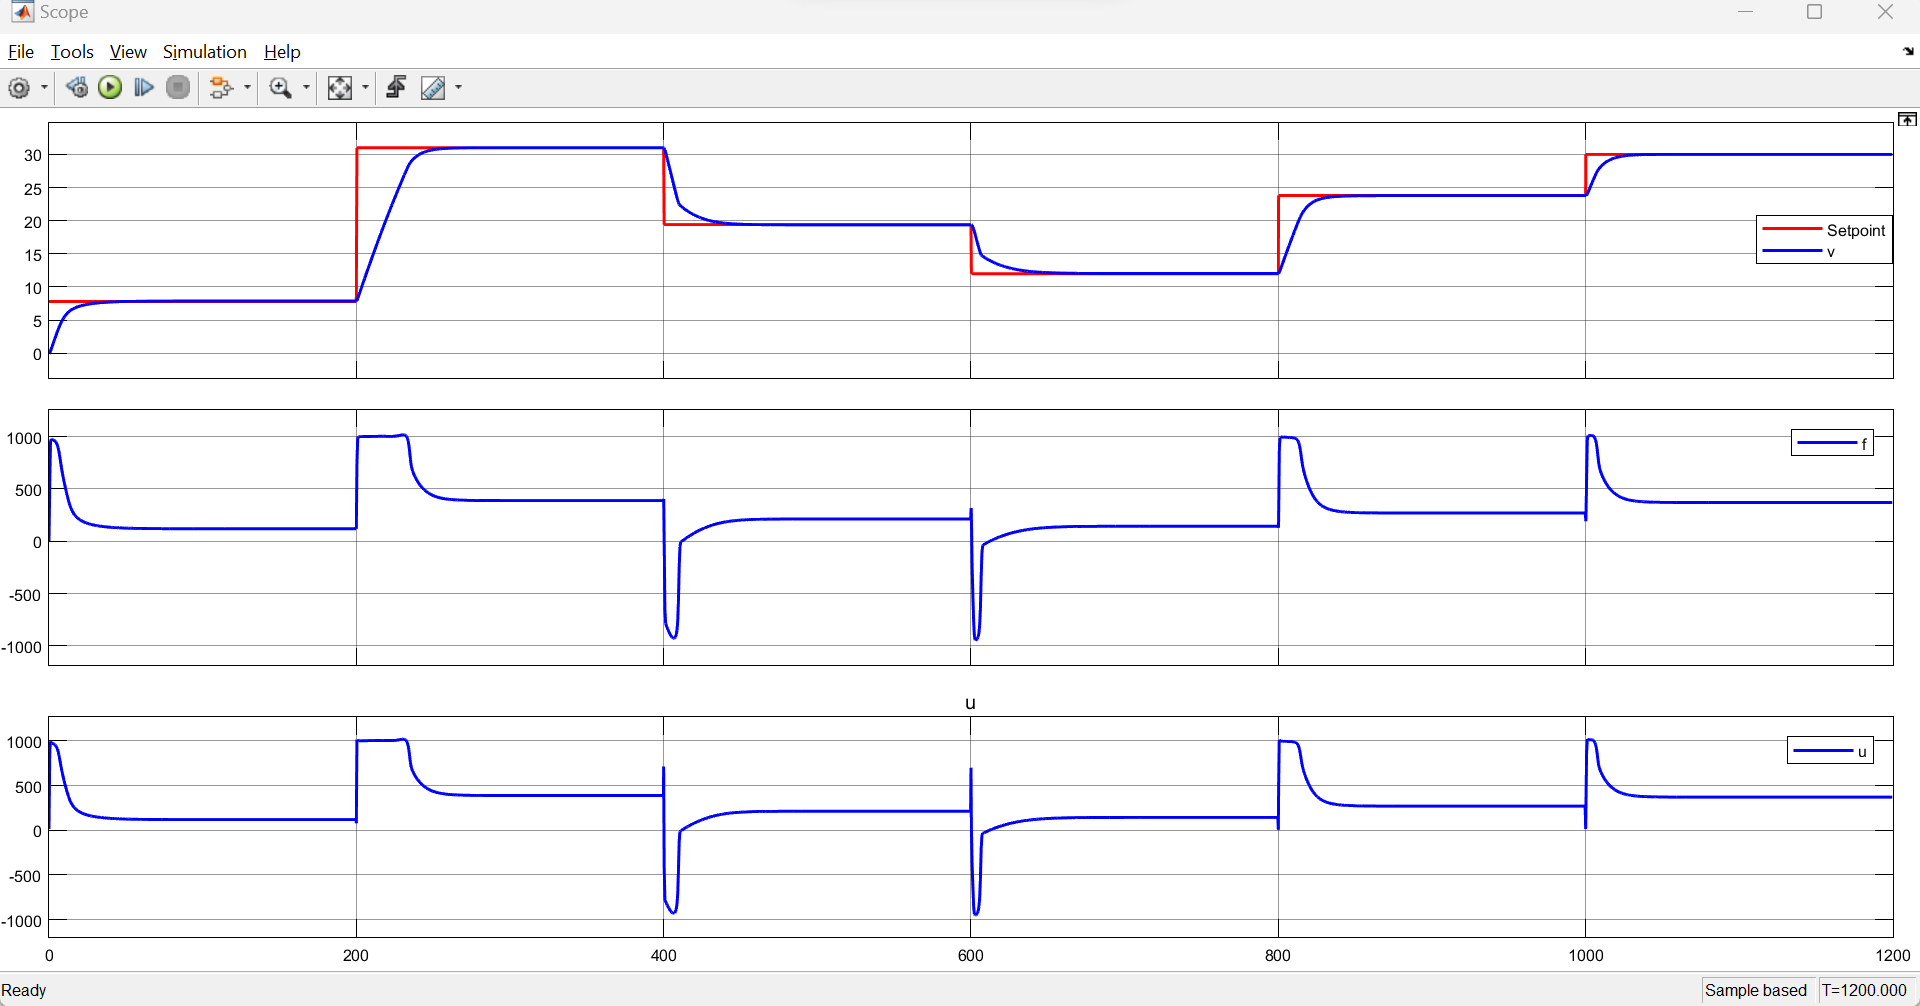 Scope
File Tools View Simulation Help
30
25
20
15
10
5
0
Setpoint
v
1000
500
0
-500
-1000
f
u
1000
500
0
-500
-1000
u
0 200 400 600 800 1000 1200
Ready Sample based T=1200.000